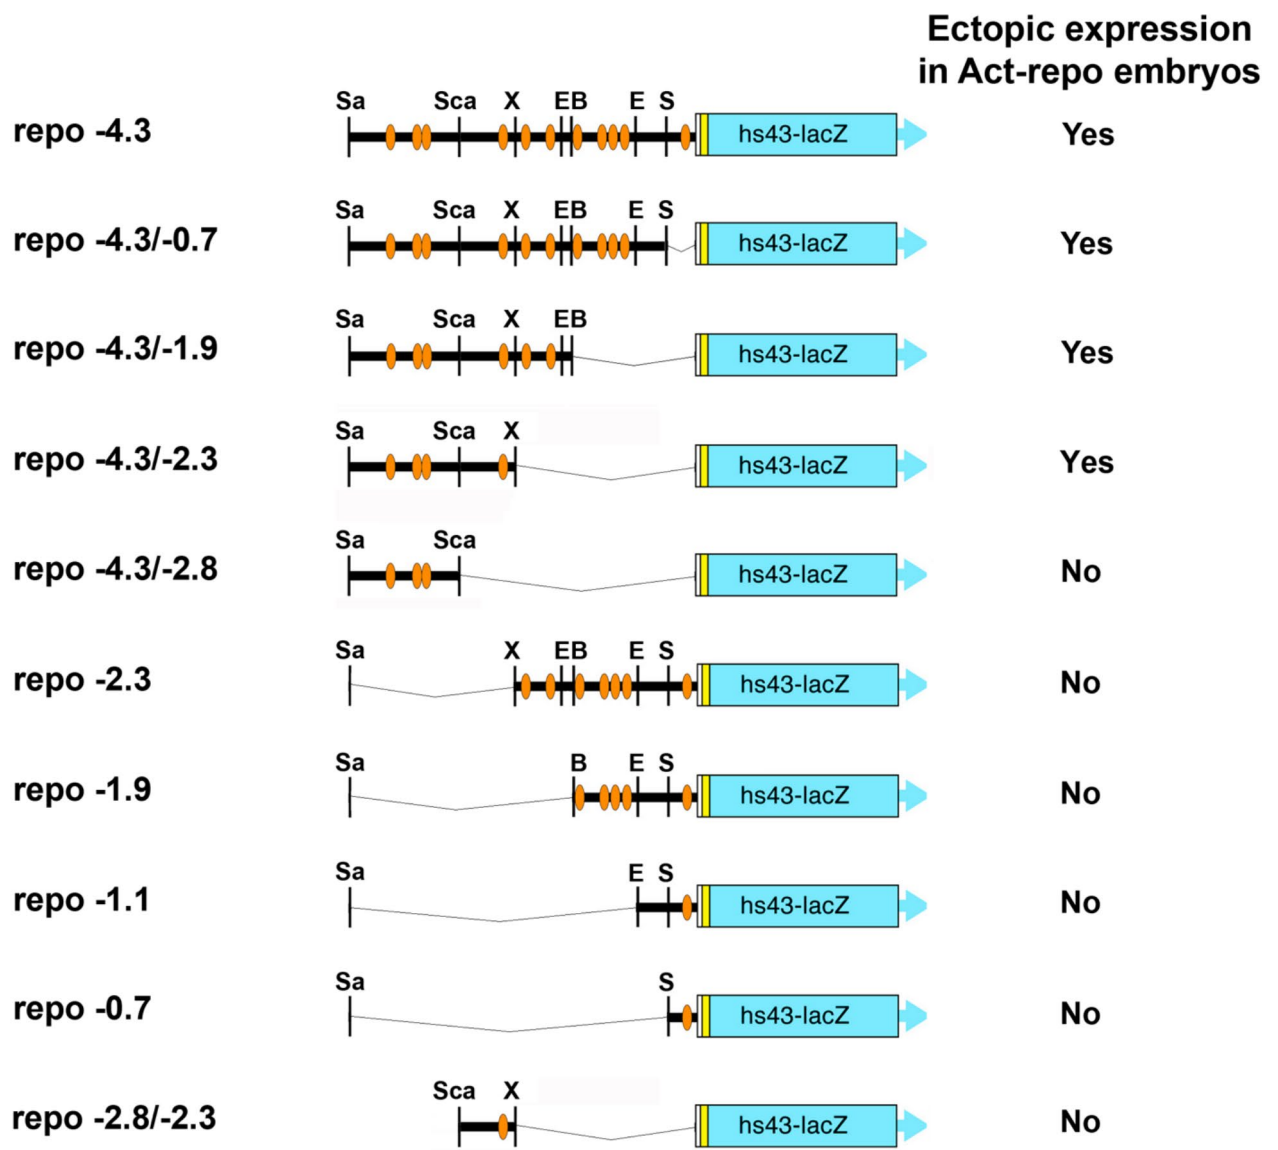 Ectopic expression
in Act-repo embryos
Sa Sca X EB E S
repo -4.3 hs43-lacZ Yes
Sa Sca X EB E S
repo -4.3/-0.7 hs43-lacZ Yes
Sa Sca X EB
repo -4.3/-1.9 hs43-lacZ Yes
Sa Sca X
repo -4.3/-2.3 hs43-lacZ Yes
Sa Sca
repo -4.3/-2.8 hs43-lacZ No
Sa X EB E S
repo -2.3 hs43-lacZ No
Sa B E S
repo -1.9 hs43-lacZ No
Sa E S
repo -1.1 hs43-lacZ No
Sa S
repo -0.7 hs43-lacZ No
Sca X
repo -2.8/-2.3 hs43-lacZ No